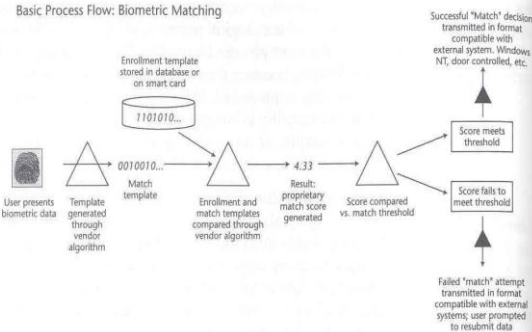 Basic Process Flow: Biometric Matching
Successful "Match" decision
transmitted in format
compatible with
external system. Windows
NT, door controlled, etc.
Enrollment template
stored in database or
on smart card
1101010...
Score meets
threshold
0010010...
4.33
User presents
biometric data
Template
generated
through
vendor
algorithm
Match
template
Enrollment and
match templates
compared through
vendor algorithm
Result:
proprietary
match score
generated
Score compared
vs. match threshold
Score fails to
meet threshold
Failed "match" attempt
transmitted in format
compatible with external
systems; user prompted
to resubmit data.